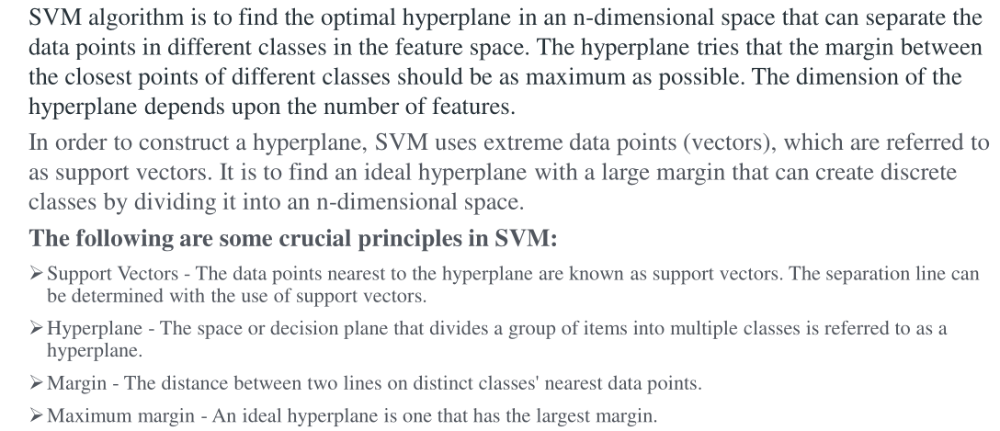 SVM algorithm is to find the optimal hyperplane in an n-dimensional space that can separate the
data points in different classes in the feature space. The hyperplane tries that the margin between
the closest points of different classes should be as maximum as possible. The dimension of the
hyperplane depends upon the number of features.
In order to construct a hyperplane, SVM uses extreme data points (vectors), which are referred to
as support vectors. It is to find an ideal hyperplane with a large margin that can create discrete
classes by dividing it into an n-dimensional space.
The following are some crucial principles in SVM:
➢Support Vectors - The data points nearest to the hyperplane are known as support vectors. The separation line can
be determined with the use of support vectors.
➢Hyperplane - The space or decision plane that divides a group of items into multiple classes is referred to as a
hyperplane.
➢Margin - The distance between two lines on distinct classes' nearest data points.
➢Maximum margin - An ideal hyperplane is one that has the largest margin.